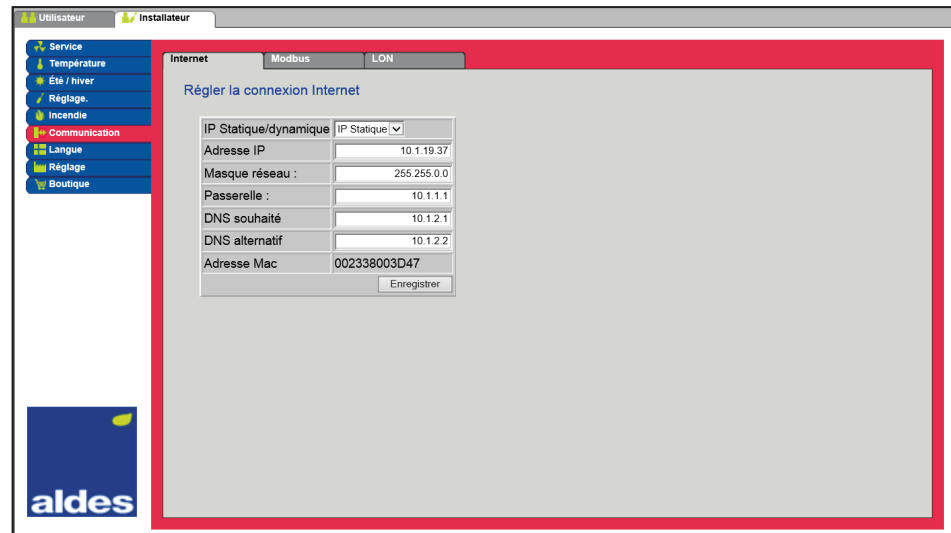 Utilisateur
Installateur
Service
Température
Été / hiver
Réglage.
Incendie
Communication
Langue
Réglage
Boutique
Internet
Modbus
LON
Régler la connexion Internet
IP Statique/dynamique IP Statique
Adresse IP 10.1.19.37
Masque réseau : 255.255.0.0
Passerelle : 10.1.1.1
DNS souhaité 10.1.2.1
DNS alternatif 10.1.2.2
Adresse Mac 002338003D47
Enregistrer
aldes